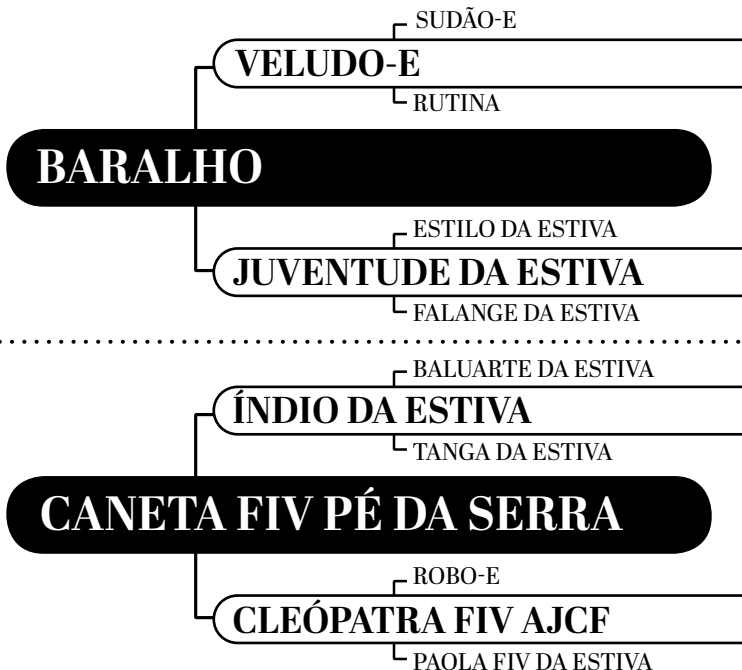 SUDÃO-E
VELUDO-E
RUTINA
BARALHO
ESTILO DA ESTIVA
JUVENTUDE DA ESTIVA
FALANGE DA ESTIVA
BALUARTE DA ESTIVA
ÍNDIO DA ESTIVA
TANGA DA ESTIVA
CANETA FIV PÉ DA SERRA
ROBO-E
CLEÓPATRA FIV AJCF
PAOLA FIV DA ESTIVA